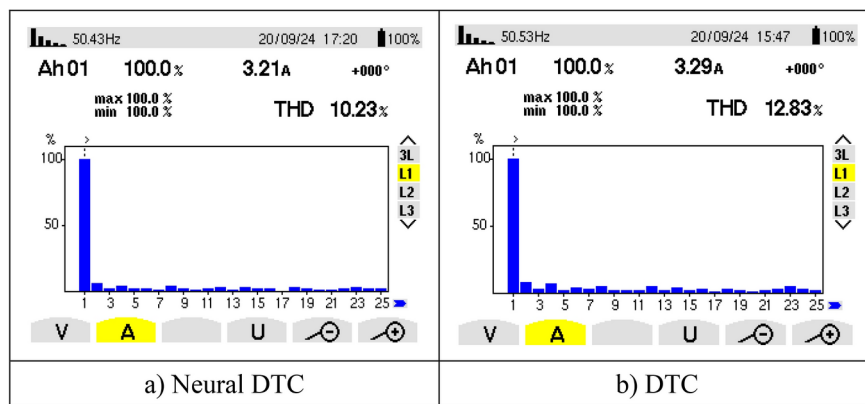 50.43Hz 20/09/24 17:20 100%
Ah 01 100.0 % 3.21A +000°
max 100.0 %
min 100.0 %
THD 10.23%
%
100
50
1 3 5 7 9 11 13 15 17 19 21 23 25
3L
L1
L2
L3
V A U
a) Neural DTC
50.53Hz 20/09/24 15:47 100%
Ah 01 100.0 % 3.29A +000°
max 100.0 %
min 100.0 %
THD 12.83%
%
100
50
1 3 5 7 9 11 13 15 17 19 21 23 25
3L
L1
L2
L3
V A U
b) DTC